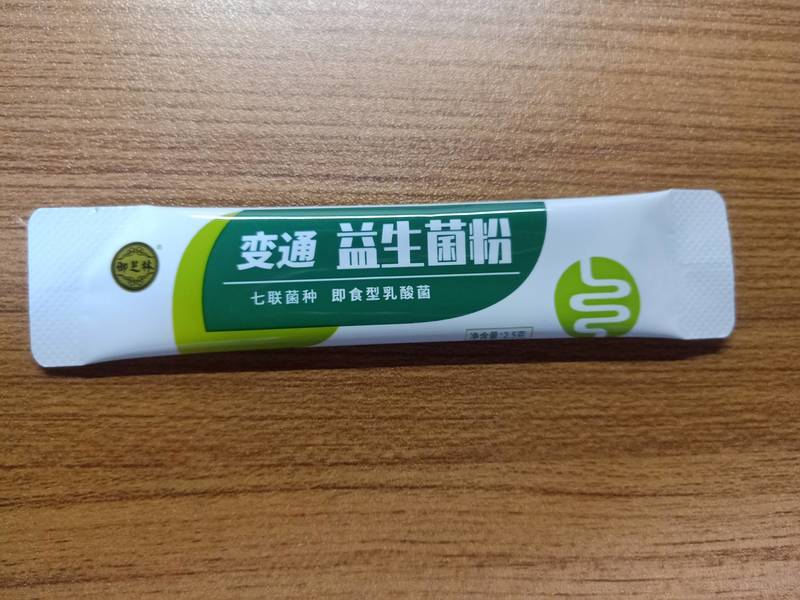 御芝林
变通 益生菌粉
七联菌种 即食型乳酸菌
净含量:2.5克